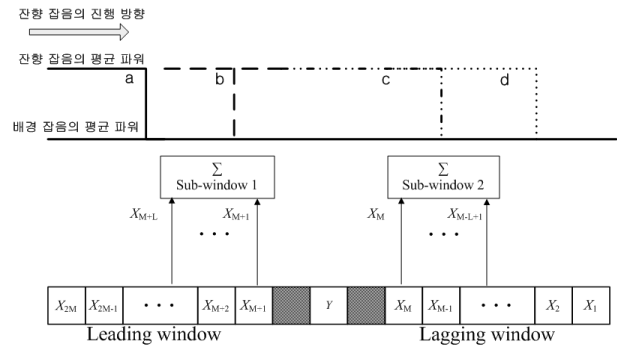 잔향 잡음의 진행 방향
잔향 잡음의 평균 파워
a b c d
배경 잡음의 평균 파워
Σ Σ
Sub-window 1 Sub-window 2
X_{M+L} X_{M+1} X_M X_{M-L+1}
• • • • • •
X_{2M} X_{2M-1} • • • X_{M+2} X_{M+1} Y X_M X_{M-1} • • • X_2 X_1
Leading window Lagging window